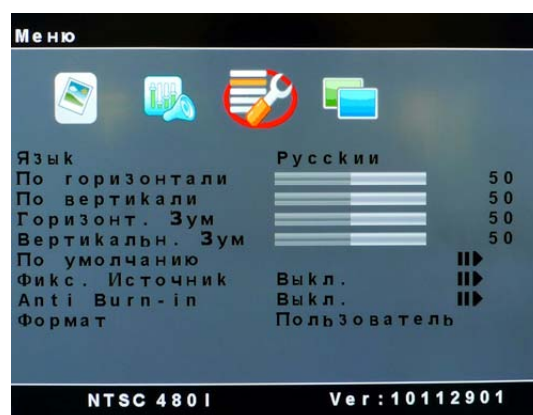 Меню
Язык Русский
По горизонтали 50
По вертикали 50
Горизонт. Зум 50
Вертикальн. Зум 50
По умолчанию
Фикс. Источник Выкл.
Anti Burn-in Выкл.
Формат Пользователь
NTSC 480I Ver:10112901